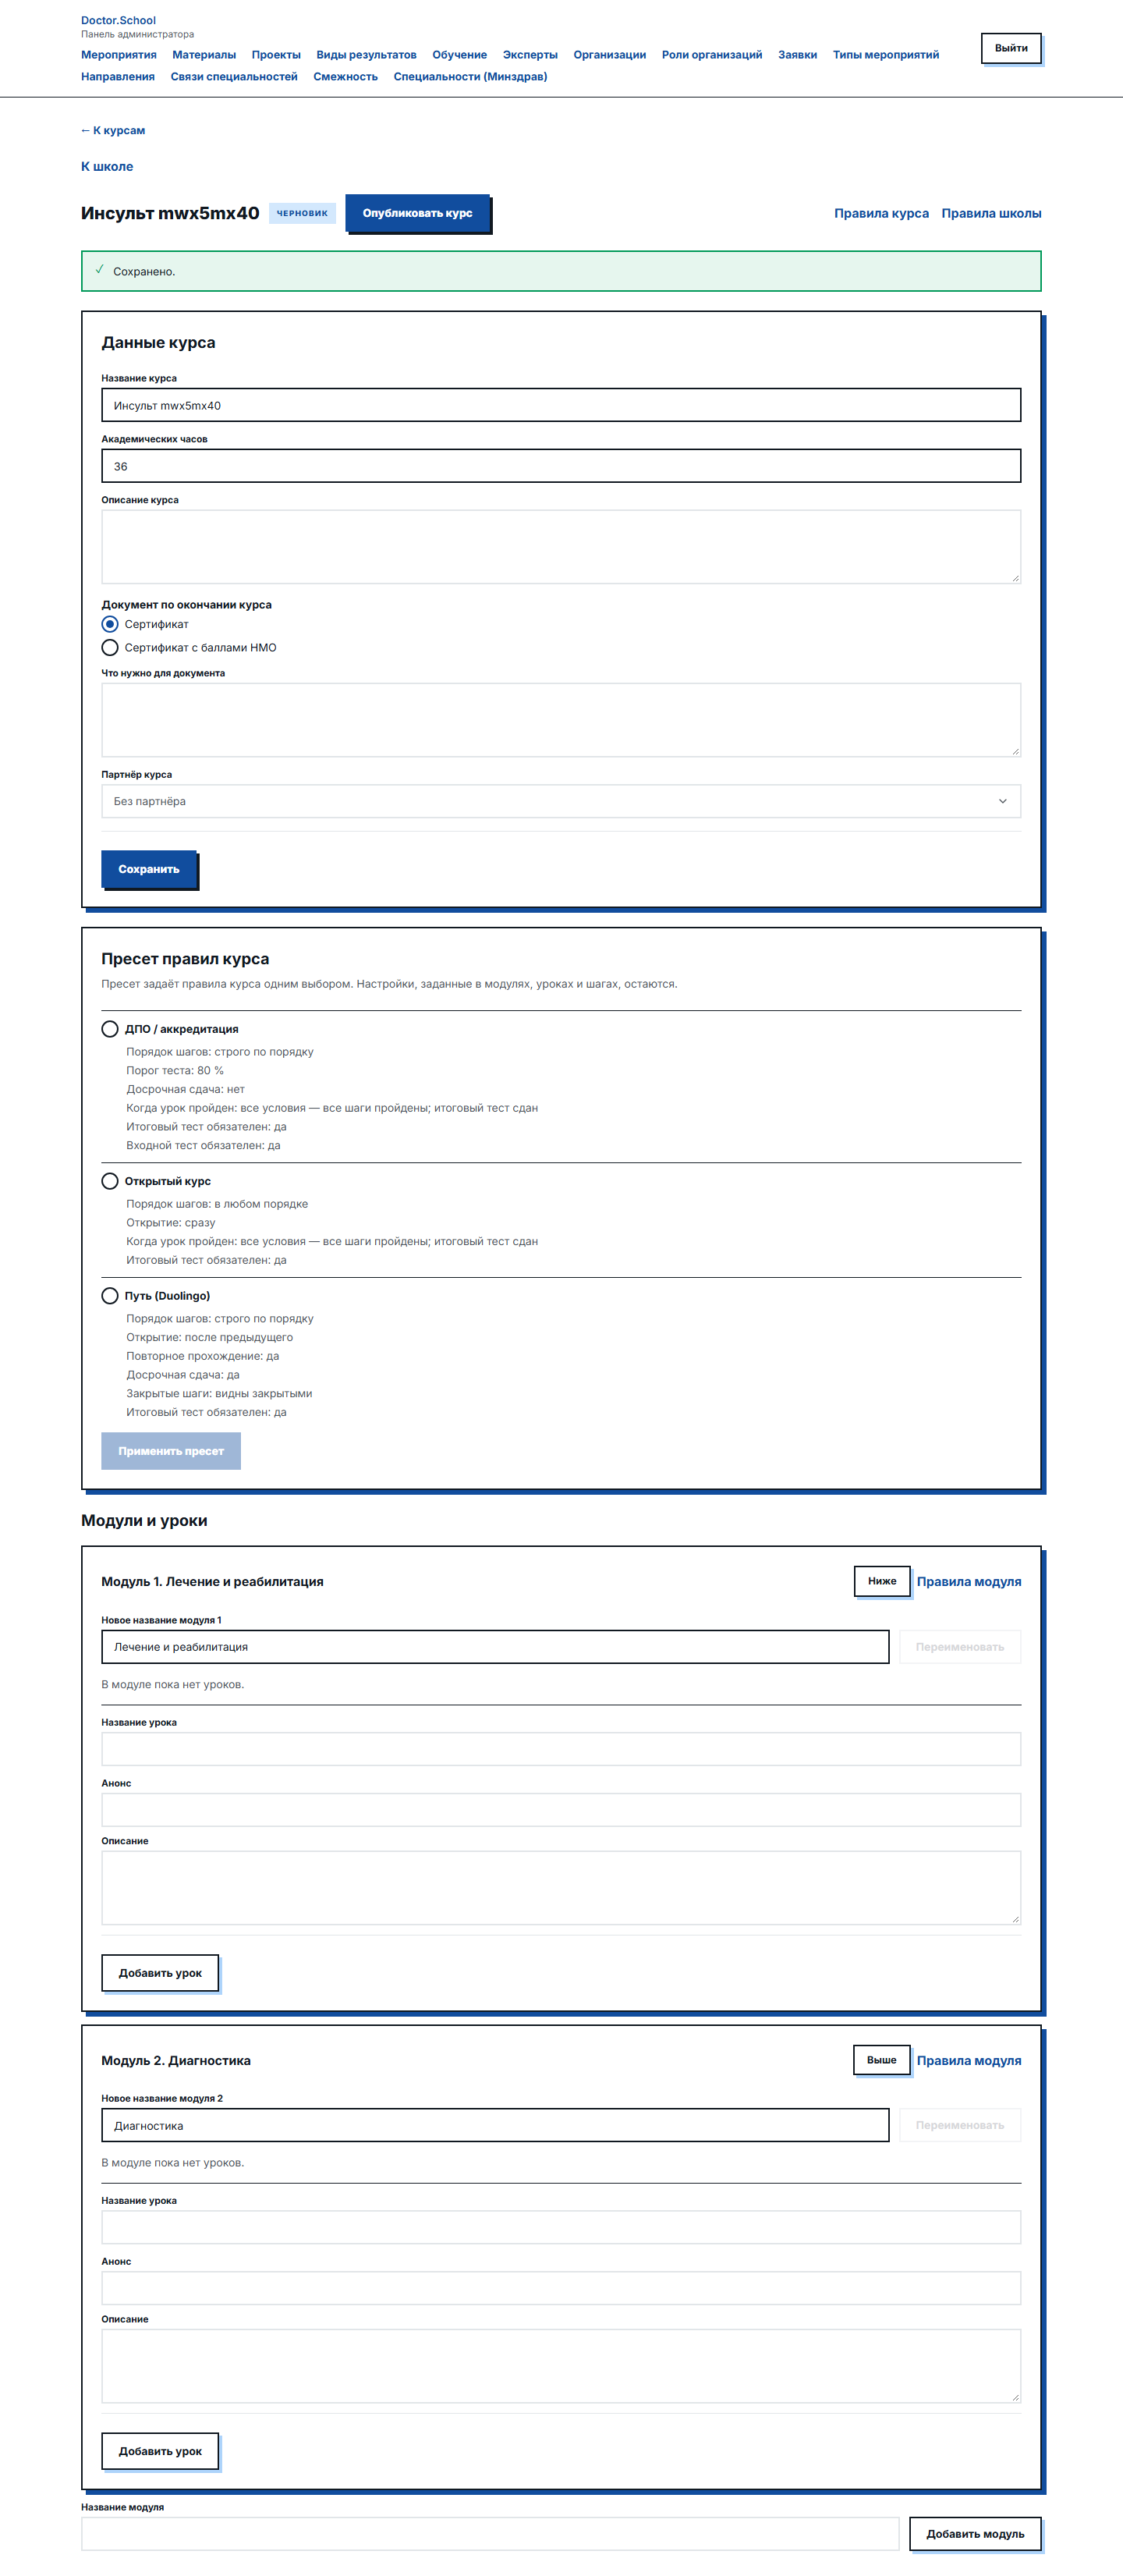 Doctor.School
Панель администратора
Мероприятия Материалы Проекты Виды результатов Обучение Эксперты Организации Роли организаций Заявки Типы мероприятий
Направления Связи специальностей Смежность Специальности (Минздрав)
Выйти
← К курсам
К школе
Инсульт mwx5mx40 ЧЕРНОВИК Опубликовать курс Правила курса Правила школы
✓ Сохранено.
Данные курса
Название курса
Инсульт mwx5mx40
Академических часов
36
Описание курса
Документ по окончании курса
Сертификат
Сертификат с баллами НМО
Что нужно для документа
Партнёр курса
Без партнёра
Сохранить
Пресет правил курса
Пресет задаёт правила курса одним выбором. Настройки, заданные в модулях, уроках и шагах, остаются.
ДПО / аккредитация
Порядок шагов: строго по порядку
Порог теста: 80 %
Досрочная сдача: нет
Когда урок пройден: все условия — все шаги пройдены; итоговый тест сдан
Итоговый тест обязателен: да
Входной тест обязателен: да
Открытый курс
Порядок шагов: в любом порядке
Открытие: сразу
Когда урок пройден: все условия — все шаги пройдены; итоговый тест сдан
Итоговый тест обязателен: да
Путь (Duolingo)
Порядок шагов: строго по порядку
Открытие: после предыдущего
Повторное прохождение: да
Досрочная сдача: да
Закрытые шаги: видны закрытыми
Итоговый тест обязателен: да
Применить пресет
Модули и уроки
Модуль 1. Лечение и реабилитация Ниже Правила модуля
Новое название модуля 1
Лечение и реабилитация Переименовать
В модуле пока нет уроков.
Название урока
Анонс
Описание
Добавить урок
Модуль 2. Диагностика Выше Правила модуля
Новое название модуля 2
Диагностика Переименовать
В модуле пока нет уроков.
Название урока
Анонс
Описание
Добавить урок
Название модуля
Добавить модуль